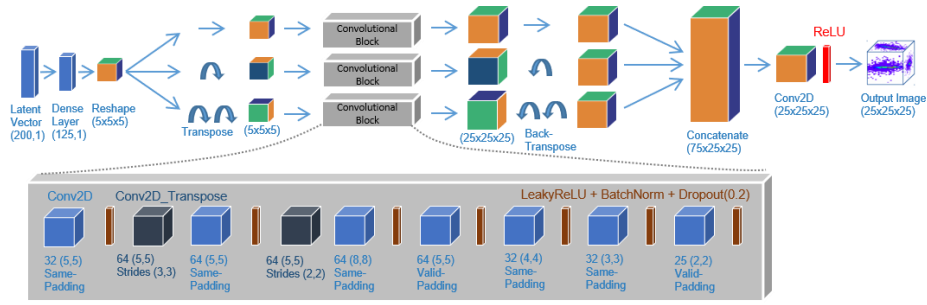 Latent
Vector
(200,1)
Dense
Layer
(125,1)
Reshape
(5x5x5)
Transpose
(5x5x5)
Convolutional
Block
Convolutional
Block
Convolutional
Block
(25x25x25)
Back-
Transpose
Concatenate
(75x25x25)
ReLU
Conv2D
(25x25x25)
Output Image
(25x25x25)
Conv2D
Conv2D_Transpose
LeakyReLU + BatchNorm + Dropout(0.2)
32 (5,5)
Same-
Padding
64 (5,5)
Strides (3,3)
64 (5,5)
Same-
Padding
64 (5,5)
Strides (2,2)
64 (8,8)
Same-
Padding
64 (5,5)
Valid-
Padding
32 (4,4)
Same-
Padding
32 (3,3)
Same-
Padding
25 (2,2)
Valid-
Padding